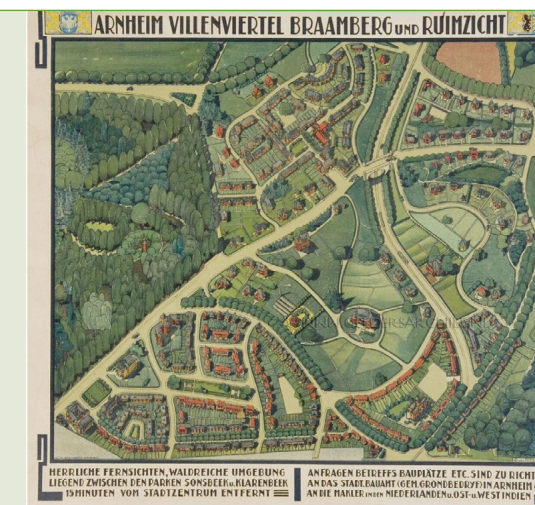 ARNHEIM VILLENVIERTEL BRAAMBERG UND RUIMZICHT
HERRLICHE FERNSICHTEN, WALDREICHE UMGEBUNG
LIEGEND ZWISCHEN DEN PARKEN SONSBEEK U. KLARENBEEK
15 MINUTEN VOM STADTZENTRUM ENTFERNT
ANFRAGEN BETREFFS BAUPLÄTZE ETC. SIND ZU RICHT
AN DAS STADT. BAUAMT (GEM. GRONDBEDRYF) IN ARNHEIM
AN DIE MAKLER IN DEN NIEDERLANDEN U. OST- U. WEST INDIEN